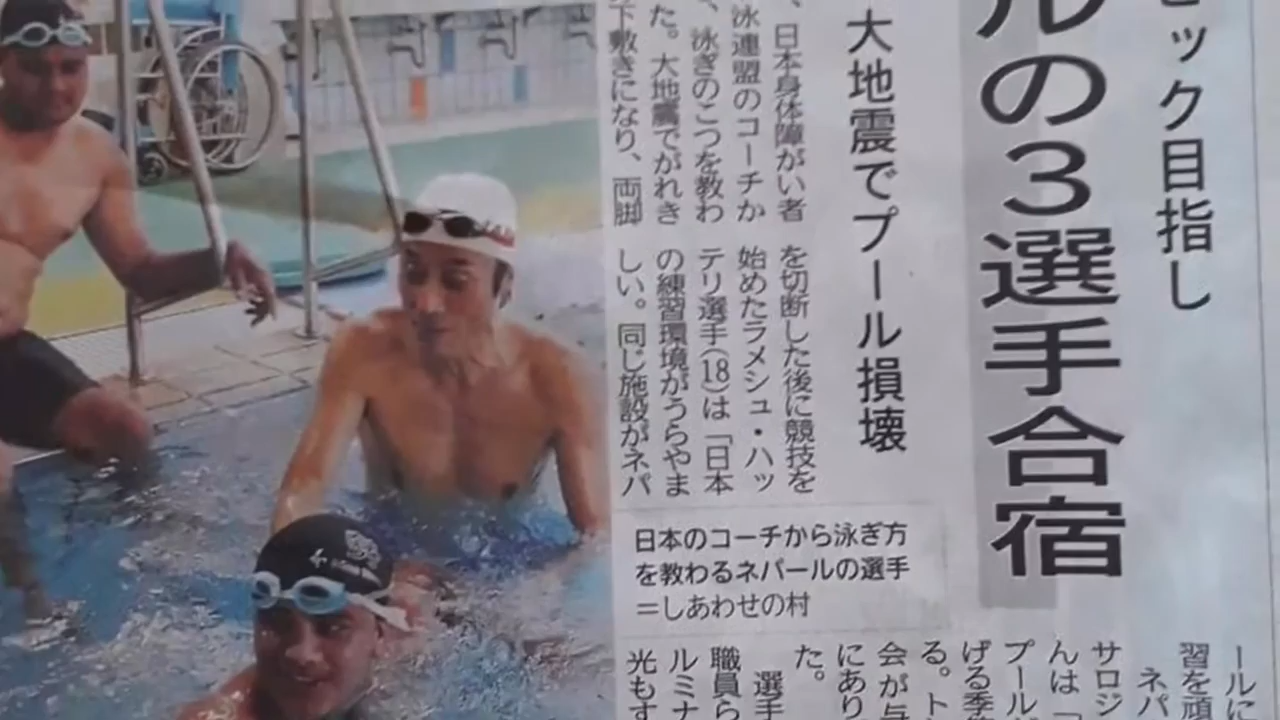 ピック目指し
ルの3選手合宿
大地震でプール損壊
、日本身体障がい者
泳連盟のコーチか
、泳ぎのこつを教わ
た。大地震でがれき
下敷きになり、両脚
を切断した後に競技を
始めたラメシュ・ハッ
テリ選手(18)は「日本
の練習環境がうらやま
しい。同じ施設がネパ
日本のコーチから泳ぎ方
を教わるネパールの選手
=しあわせの村
ールに
習を頑
ネパ
サロジ
んは「
プール
げる季
る。ト
会が与
にあり
た。
選手
職員ら
ルミナ
光もす